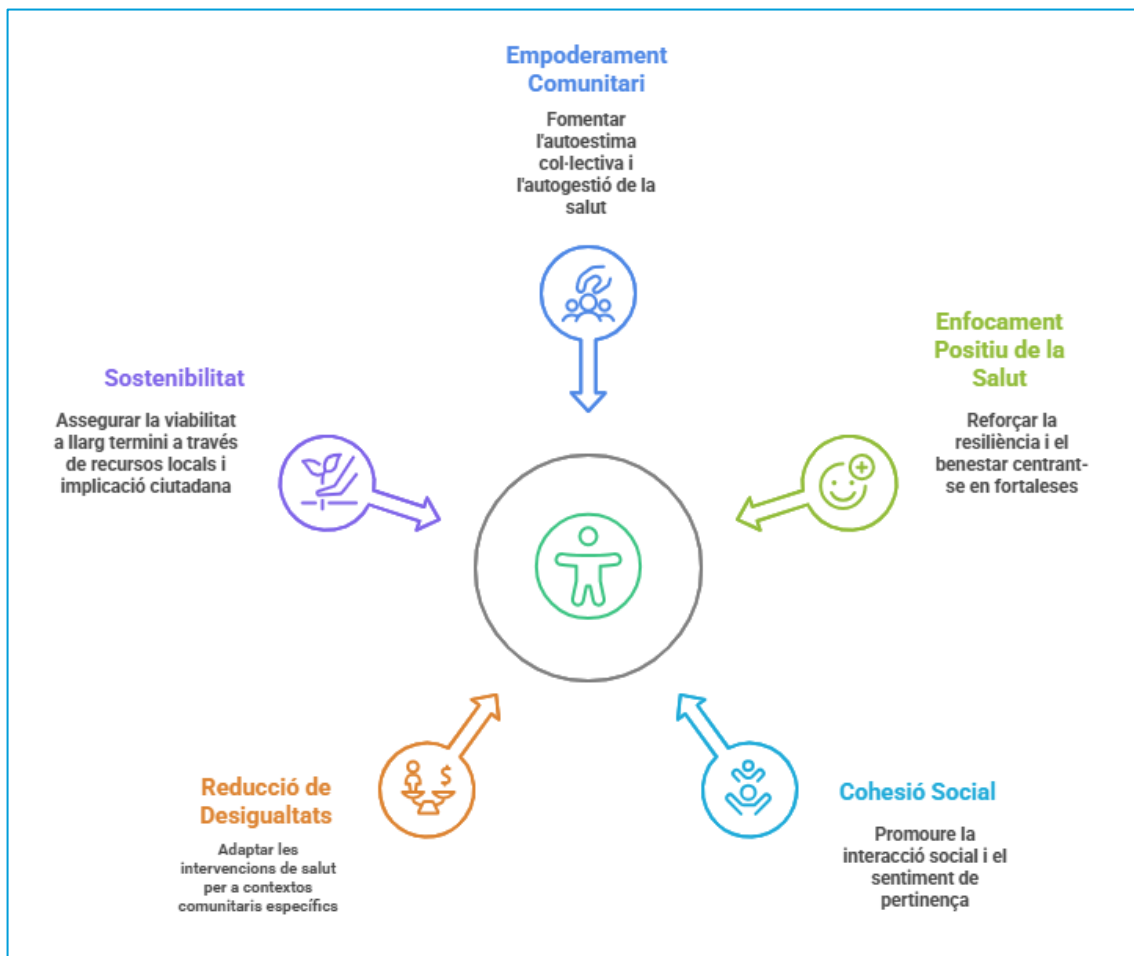 Empoderament
Comunitari
Fomentar
l'autoestima
col·lectiva i
l'autogestió de la
salut
Enfocament
Positiu de la
Salut
Reforçar la
resiliència i el
benestar centrant-
se en fortaleses
Sostenibilitat
Assegurar la viabilitat
a llarg termini a través
de recursos locals i
implicació ciutadana
Reducció de
Desigualtats
Adaptar les
intervencions de salut
per a contextos
comunitaris específics
$
Cohesió Social
Promoure la
interacció social i el
sentiment de
pertinença